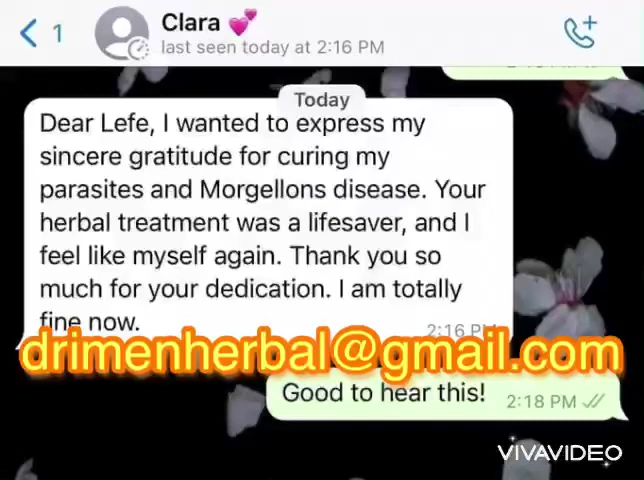 1
Clara 💕
last seen today at 2:16 PM
Today
Dear Lefe, I wanted to express my
sincere gratitude for curing my
parasites and Morgellons disease. Your
herbal treatment was a lifesaver, and I
feel like myself again. Thank you so
much for your dedication. I am totally
fine now.
2:16 PM
drimenherbal@gmail.com
Good to hear this!
2:18 PM
VIVAVIDEO